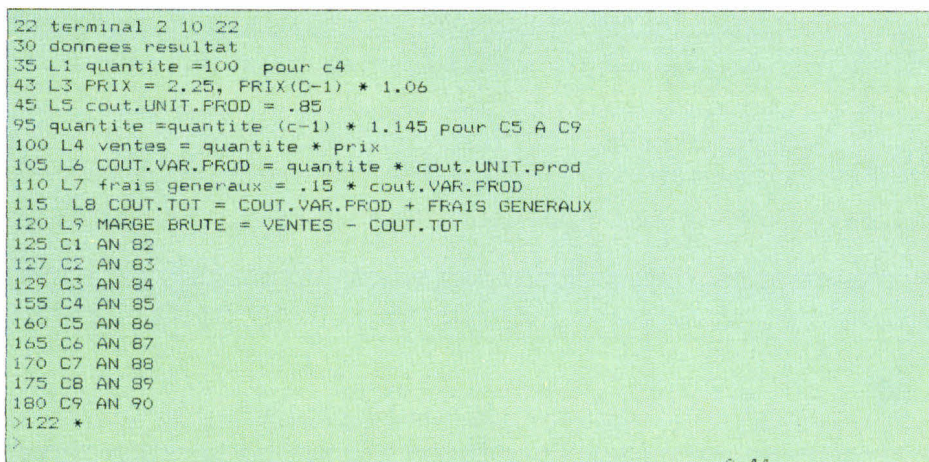 22 terminal 2 10 22
30 donnees resultat
35 L1 quantite =100 pour c4
43 L3 PRIX = 2.25, PRIX(C-1) * 1.06
45 L5 cout.UNIT.PROD = .85
95 quantite =quantite (c-1) * 1.145 pour C5 A C9
100 L4 ventes = quantite * prix
105 L6 COUT.VAR.PROD = quantite * cout.UNIT.prod
110 L7 frais generaux = .15 * cout.VAR.PROD
115 L8 COUT.TOT = COUT.VAR.PROD + FRAIS GENERAUX
120 L9 MARGE BRUTE = VENTES - COUT.TOT
125 C1 AN 82
127 C2 AN 83
129 C3 AN 84
155 C4 AN 85
160 C5 AN 86
165 C6 AN 87
170 C7 AN 88
175 C8 AN 89
180 C9 AN 90
>122 *
>